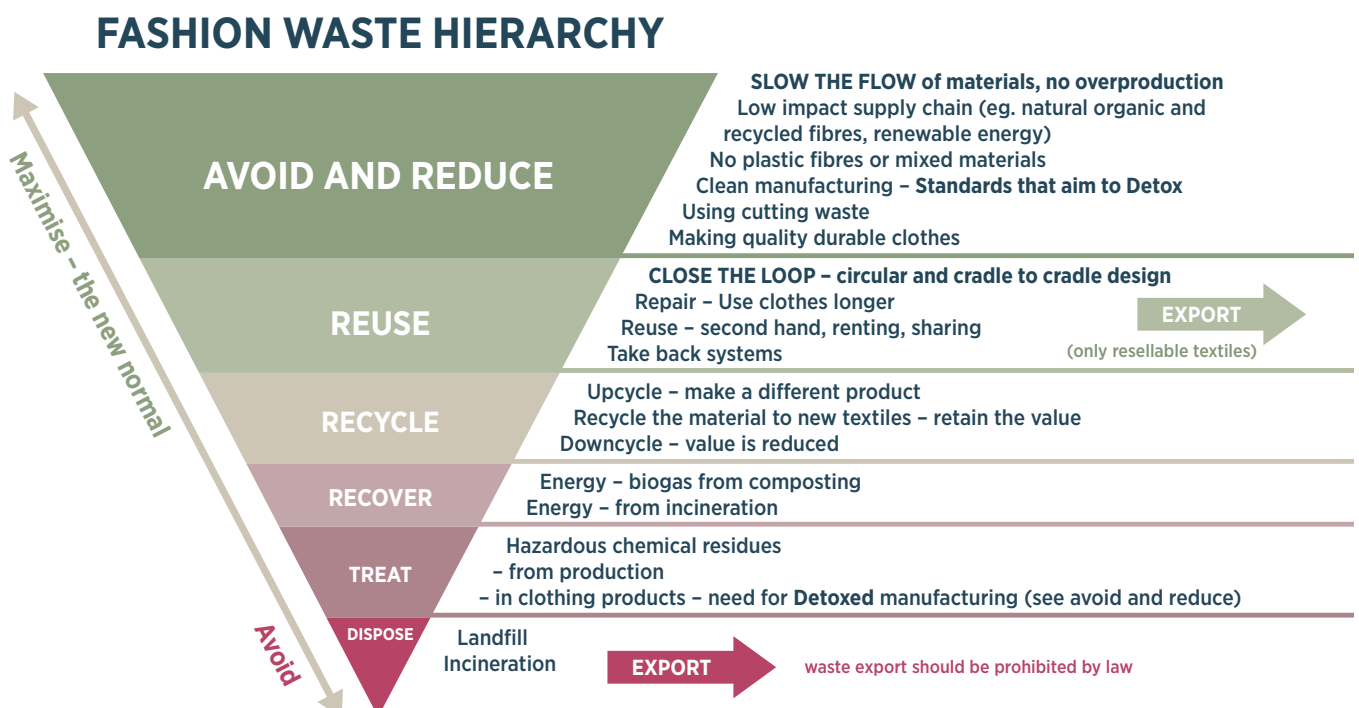 FASHION WASTE HIERARCHY
Maximise – the new normal
Avoid
AVOID AND REDUCE
SLOW THE FLOW of materials, no overproduction
Low impact supply chain (eg. natural organic and
recycled fibres, renewable energy)
No plastic fibres or mixed materials
Clean manufacturing – Standards that aim to Detox
Using cutting waste
Making quality durable clothes
REUSE
CLOSE THE LOOP – circular and cradle to cradle design
Repair – Use clothes longer
Reuse – second hand, renting, sharing
Take back systems
EXPORT
(only resellable textiles)
RECYCLE
Upcycle – make a different product
Recycle the material to new textiles – retain the value
Downcycle – value is reduced
RECOVER
Energy – biogas from composting
Energy – from incineration
TREAT
Hazardous chemical residues
– from production
– in clothing products – need for Detoxed manufacturing (see avoid and reduce)
DISPOSE
Landfill
Incineration
EXPORT
waste export should be prohibited by law